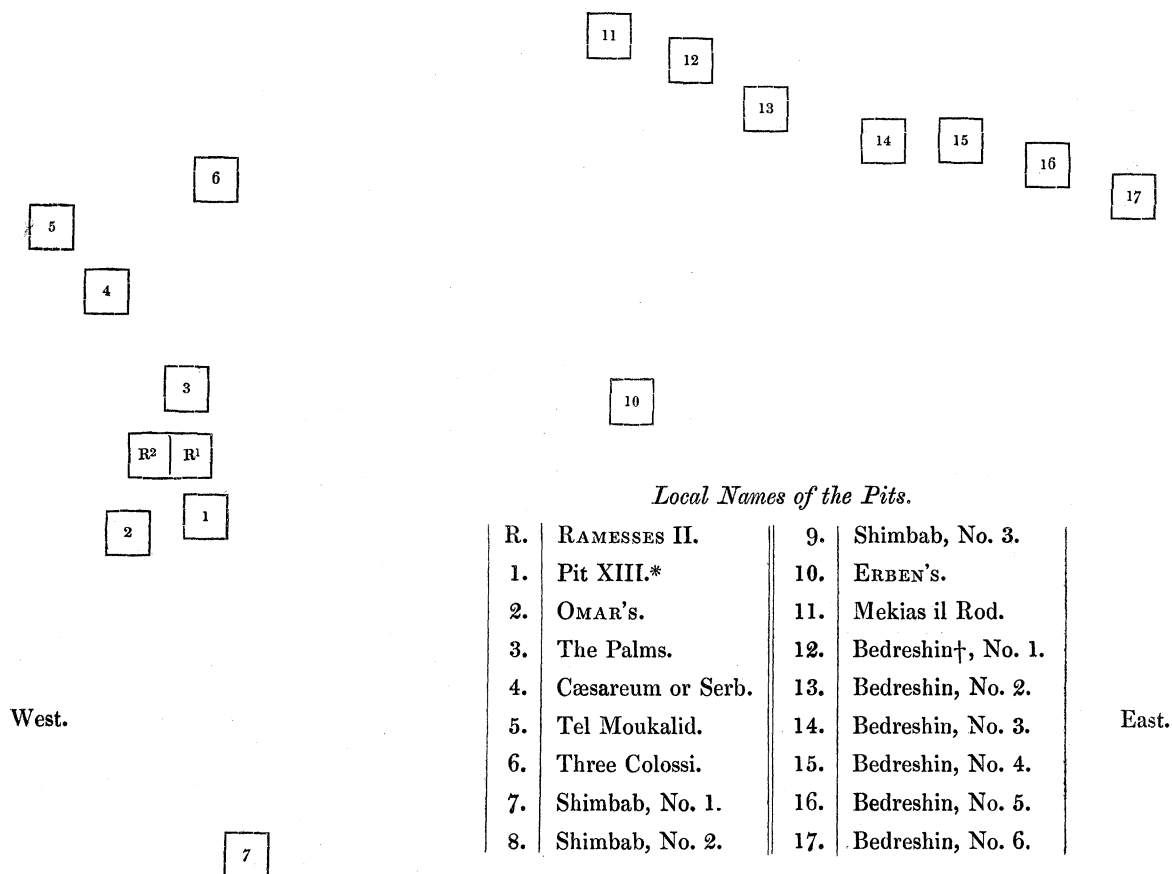 11
12
13
14 15
16
6
17
5
4
3
10
R² R¹
1
2
Local Names of the Pits.
R. RAMESSES II. 9. Shimbab, No. 3.
1. Pit XIII.* 10. ERBEN'S.
2. OMAR'S. 11. Mekias il Rod.
3. The Palms. 12. Bedreshin†, No. 1.
4. Cæsareum or Serb. 13. Bedreshin, No. 2.
West. 5. Tel Moukalid. 14. Bedreshin, No. 3. East.
6. Three Colossi. 15. Bedreshin, No. 4.
7. Shimbab, No. 1. 16. Bedreshin, No. 5.
8. Shimbab, No. 2. 17. Bedreshin, No. 6.
7